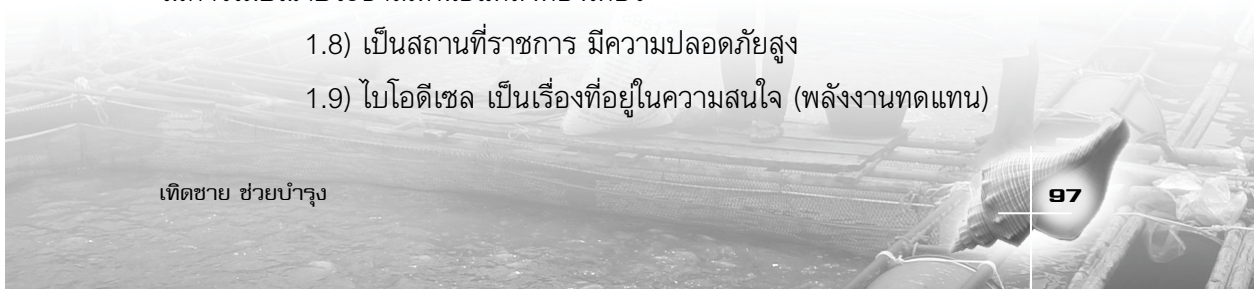 1.8) เป็นสถานที่ราชการ มีความปลอดภัยสูง
1.9) ไบโอดีเซล เป็นเรื่องที่อยู่ในความสนใจ (พลังงานทดแทน)
เทิดชาย ช่วยบำรุง
97